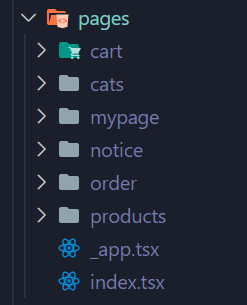 pages
cart
cats
mypage
notice
order
products
_app.tsx
index.tsx